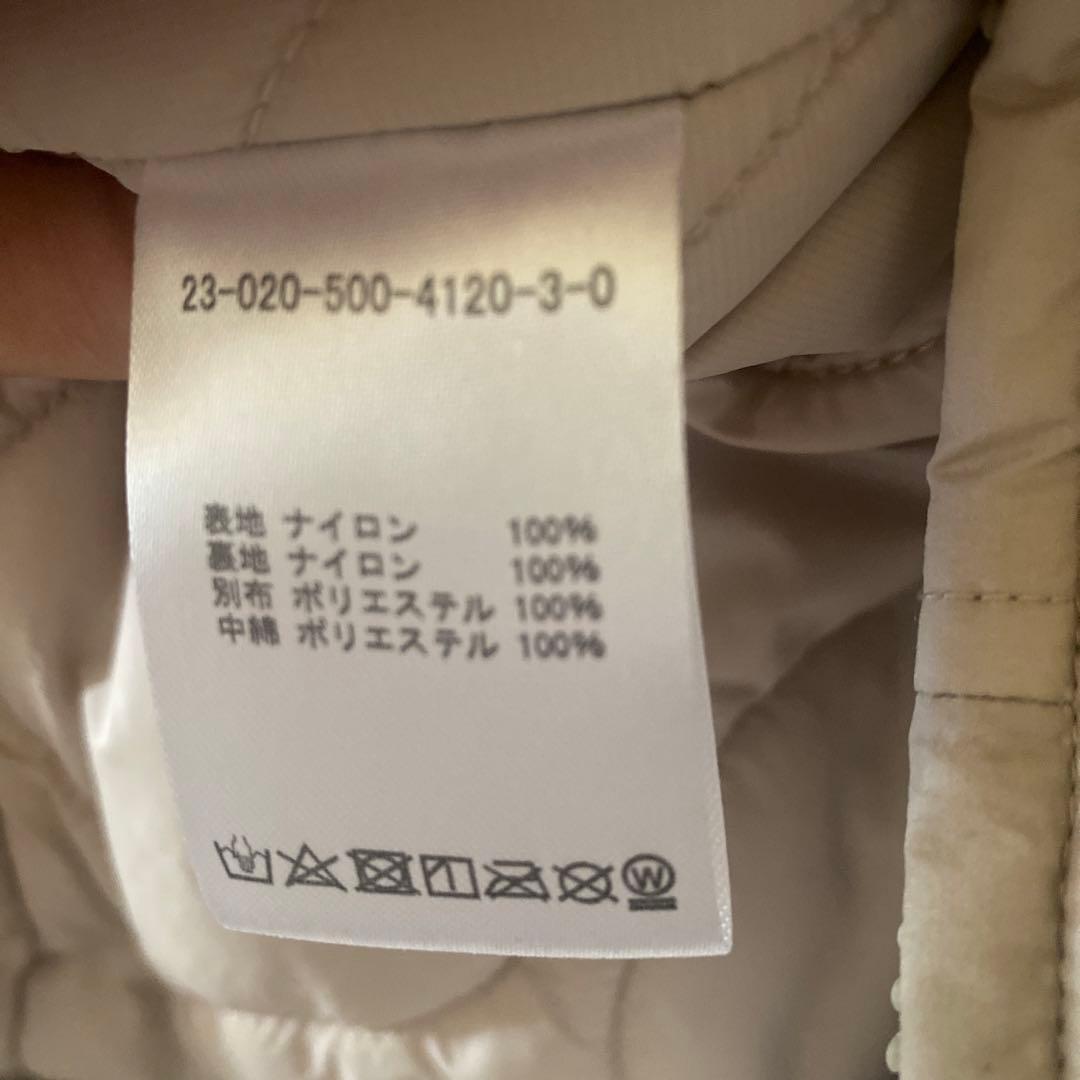 23-020-500-4120-3-0
表地 ナイロン 100%
裏地 ナイロン 100%
別布 ポリエステル 100%
中綿 ポリエステル 100%
W